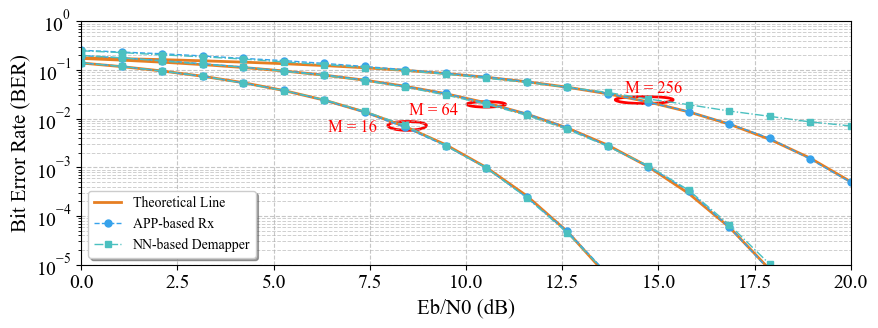 10^0
10^-1
10^-2
10^-3
10^-4
10^-5
Bit Error Rate (BER)
M = 256
M = 64
M = 16
Theoretical Line
APP-based Rx
NN-based Demapper
0.0 2.5 5.0 7.5 10.0 12.5 15.0 17.5 20.0
Eb/N0 (dB)